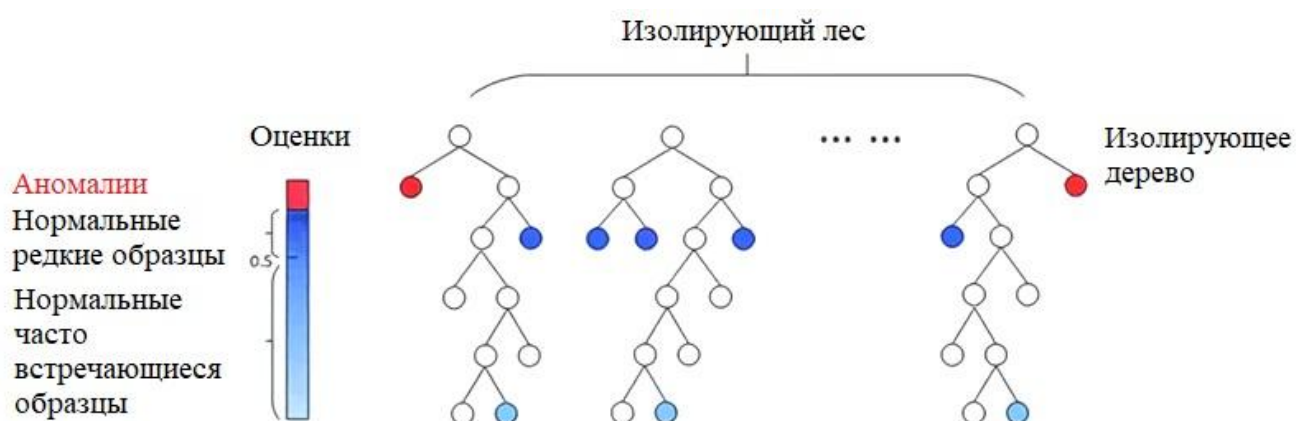 Изолирующий лес
Оценки
Изолирующее
дерево
Аномалии
Нормальные
редкие образцы
0.5
Нормальные
часто
встречающиеся
образцы